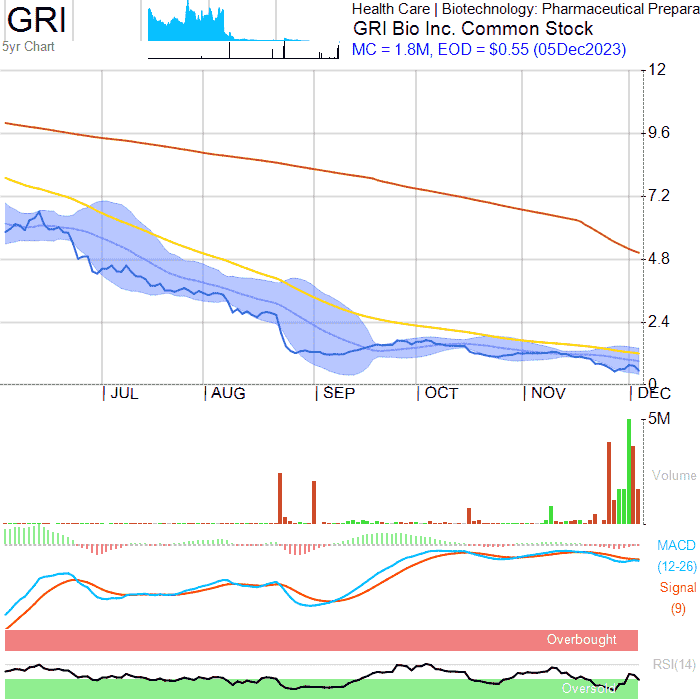 GRI
5yr Chart
Health Care | Biotechnology: Pharmaceutical Prepara
GRI Bio Inc. Common Stock
MC = 1.8M, EOD = $0.55 (05Dec2023)
12
9.6
7.2
4.8
2.4
0
JUL AUG SEP OCT NOV DEC
5M
Volume
MACD
(12-26)
Signal
(9)
Overbought
RSI(14)
Oversold